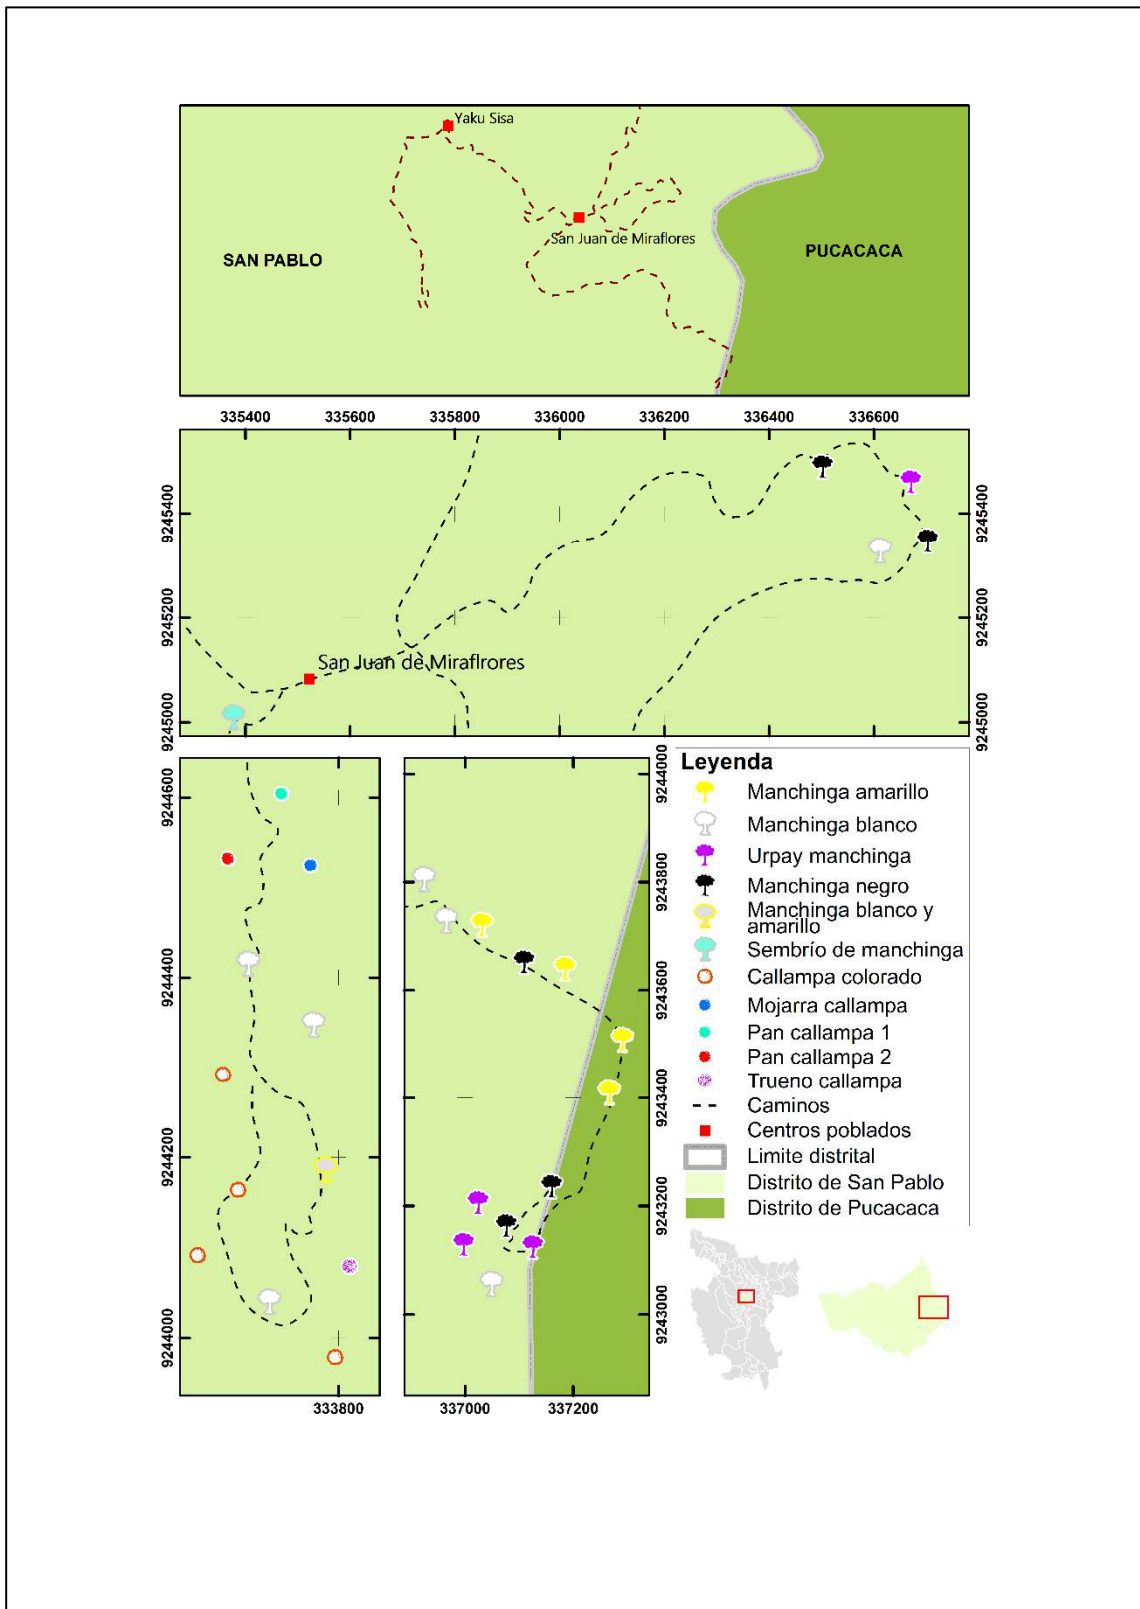 Yaku Sisa
San Juan de Miraflores
SAN PABLO
PUCACACA
335400 335600 335800 336000 336200 336400 336600
9245400
9245400
9245200
9245200
San Juan de Miraflrores
9245000
9245000
9244600
9244400
9244200
9244000
333800
9244000
9243800
9243600
9243400
9243200
9243000
337000 337200
Leyenda
Manchinga amarillo
Manchinga blanco
Urpay manchinga
Manchinga negro
Manchinga blanco y
amarillo
Sembrío de manchinga
Callampa colorado
Mojarra callampa
Pan callampa 1
Pan callampa 2
Trueno callampa
Caminos
Centros poblados
Limite distrital
Distrito de San Pablo
Distrito de Pucacaca